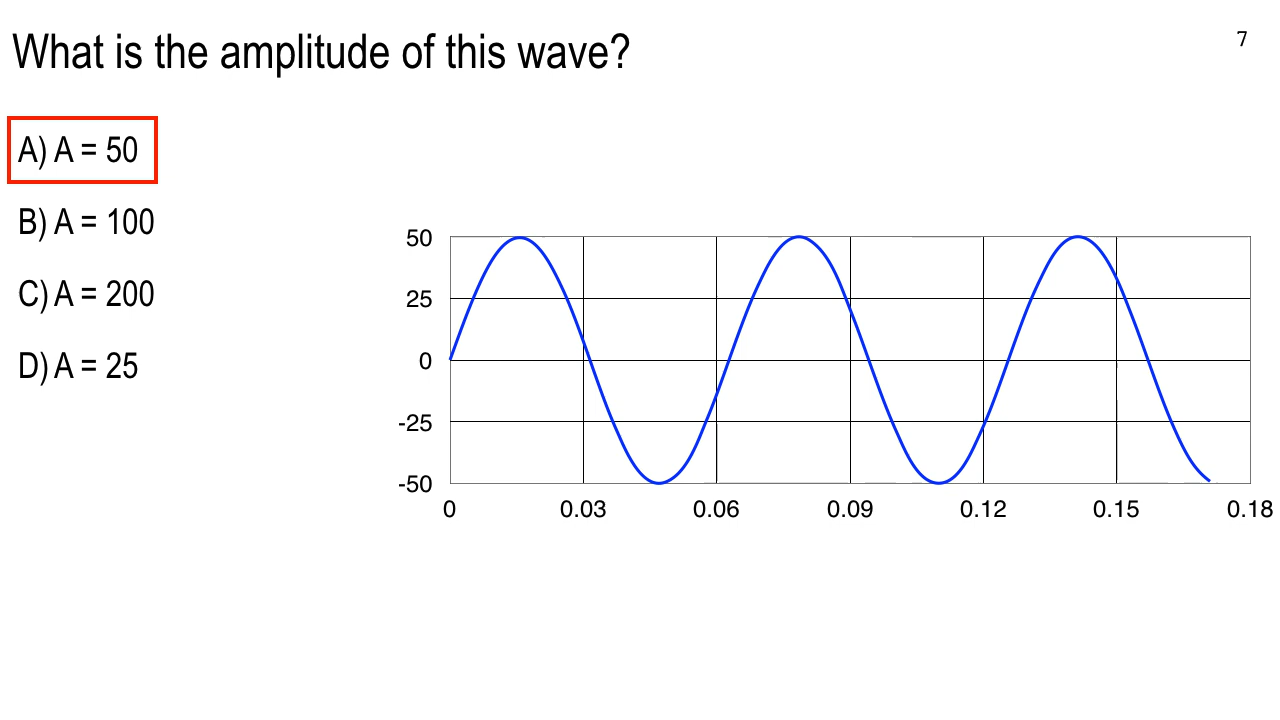 What is the amplitude of this wave?
7
A) A = 50
B) A = 100
C) A = 200
D) A = 25
50
25
0
-25
-50
0 0.03 0.06 0.09 0.12 0.15 0.18